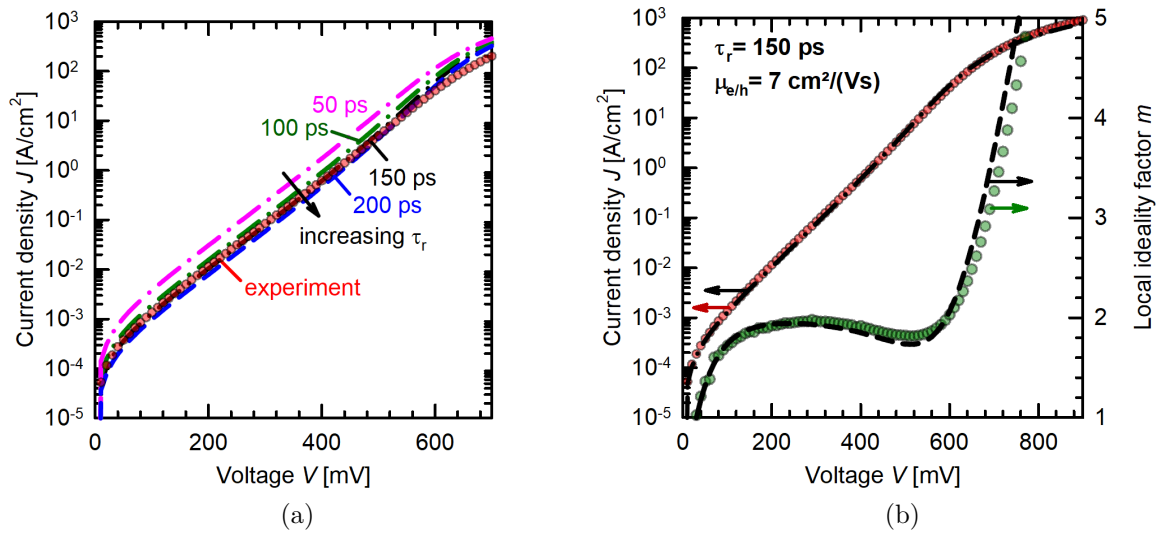 10³
10²
10¹
10⁰
10⁻¹
10⁻²
10⁻³
10⁻⁴
10⁻⁵
Current density J [A/cm²]
50 ps
100 ps
150 ps
200 ps
increasing τᵣ
experiment
0 200 400 600
Voltage V [mV]
(a)
10³
10²
10¹
10⁰
10⁻¹
10⁻²
10⁻³
10⁻⁴
10⁻⁵
Current density J [A/cm²]
τᵣ= 150 ps
μe/h= 7 cm²/(Vs)
5
4
3
2
1
Local ideality factor m
0 200 400 600 800
Voltage V [mV]
(b)